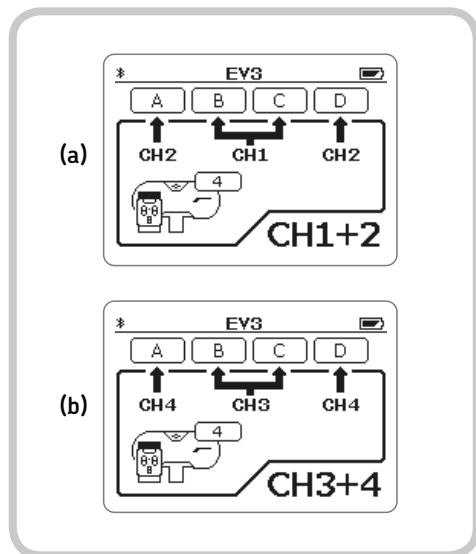 (a)
EV3
A B C D
CH2 CH1 CH2
4
CH1+2
(b)
EV3
A B C D
CH4 CH3 CH4
4
CH3+4